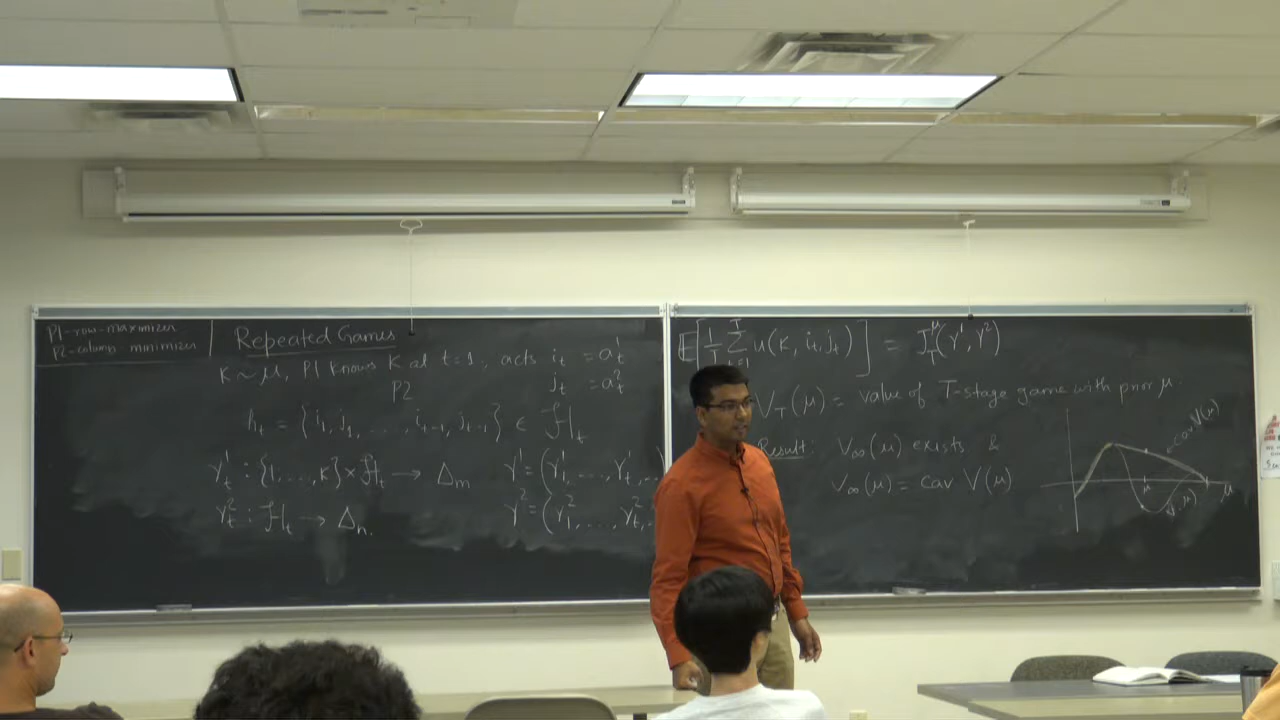 P1-row-maximizer
P2-column minimizer
Repeated Games
K ~ μ, P1 knows K at t=1, acts i_t = a_t^1
P2 j_t = a_t^2
h_t = {i_1, j_1, ..., i_{t-1}, j_{t-1}} ∈ ℋ_t
γ_t^1 : {1,...,K} × ℋ_t → Δ_m γ^1 = (γ_1^1, ..., γ_t^1,
γ_t^2 : ℋ_t → Δ_n. γ^2 = (γ_1^2, ..., γ_t^2,
E[1/T Σ_{t=1}^T u(K, i_t, j_t)] = J_T^μ(γ^1, γ^2)
V_T(μ) = value of T-stage game with prior μ.
Result: V_∞(μ) exists &
V_∞(μ) = cav V(μ)
cav V(μ)
μ
μ
V(μ)